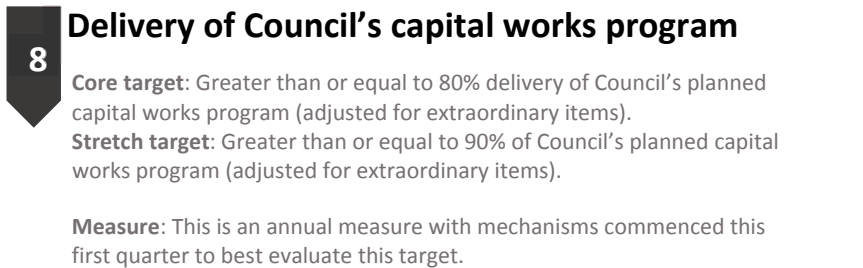 Delivery of Council’s capital works program
8
Core target: Greater than or equal to 80% delivery of Council’s planned
capital works program (adjusted for extraordinary items).
Stretch target: Greater than or equal to 90% of Council’s planned capital
works program (adjusted for extraordinary items).
Measure: This is an annual measure with mechanisms commenced this
first quarter to best evaluate this target.